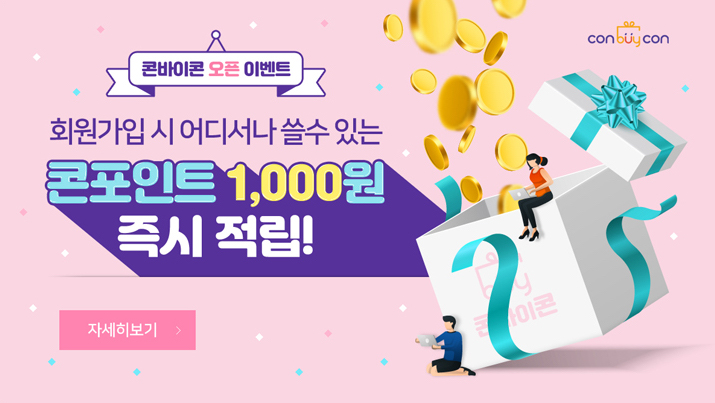 콘바이콘 오픈 이벤트
conbuycon
회원가입 시 어디서나 쓸수 있는
콘포인트 1,000원
즉시 적립!
buy
콘바이콘
자세히보기